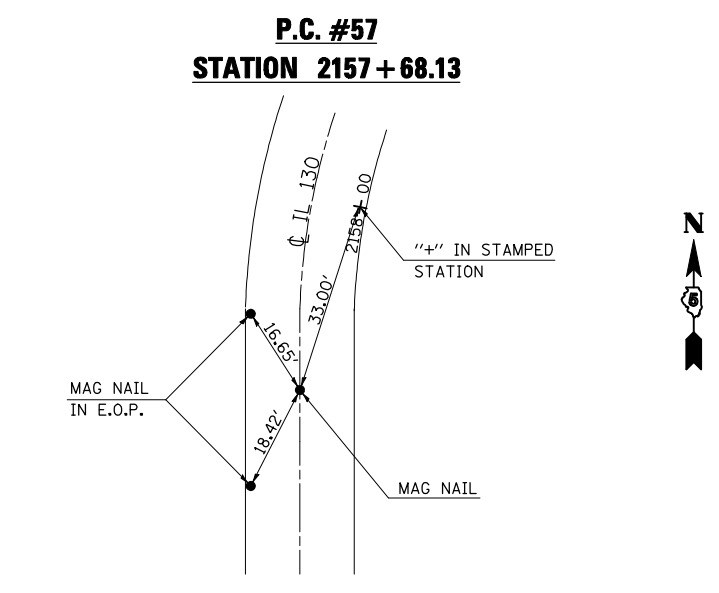 P.C. #57
STATION 2157+68.13
℄ IL 130
2158+00
"+" IN STAMPED
STATION
N
5
33.00'
16.65'
MAG NAIL
IN E.O.P.
18.42'
MAG NAIL